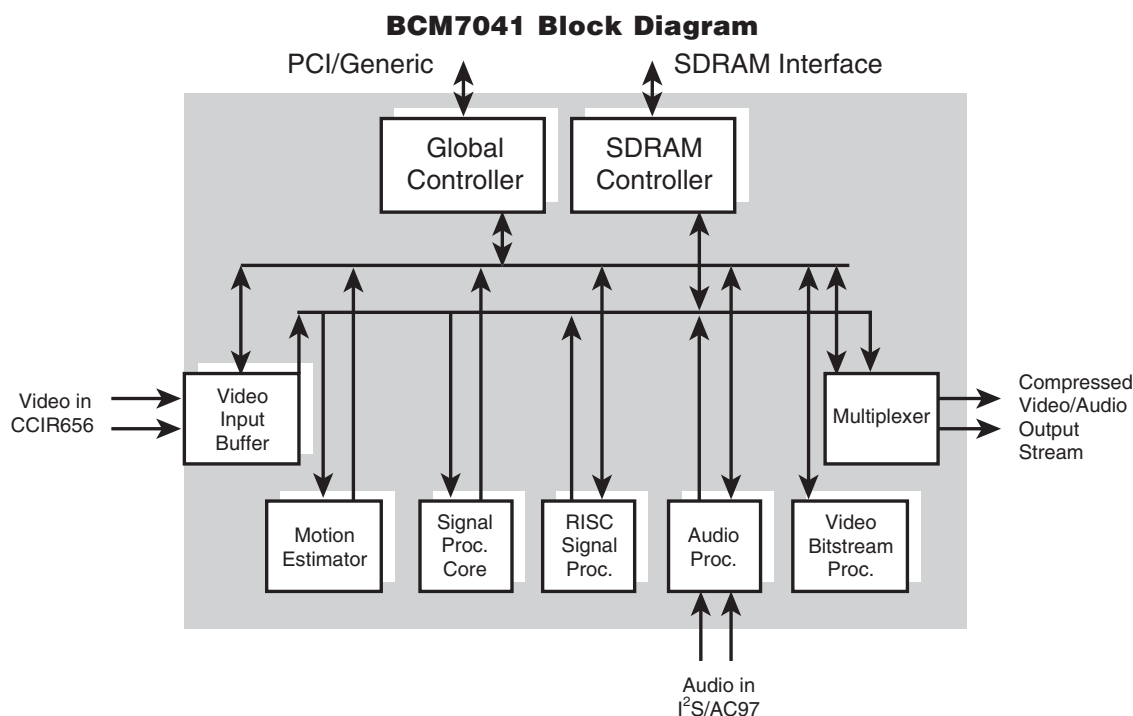 BCM7041 Block Diagram
PCI/Generic
SDRAM Interface
Global
Controller
SDRAM
Controller
Video in
CCIR656
Video
Input
Buffer
Multiplexer
Compressed
Video/Audio
Output
Stream
Motion
Estimator
Signal
Proc.
Core
RISC
Signal
Proc.
Audio
Proc.
Video
Bitstream
Proc.
Audio in
I²S/AC97